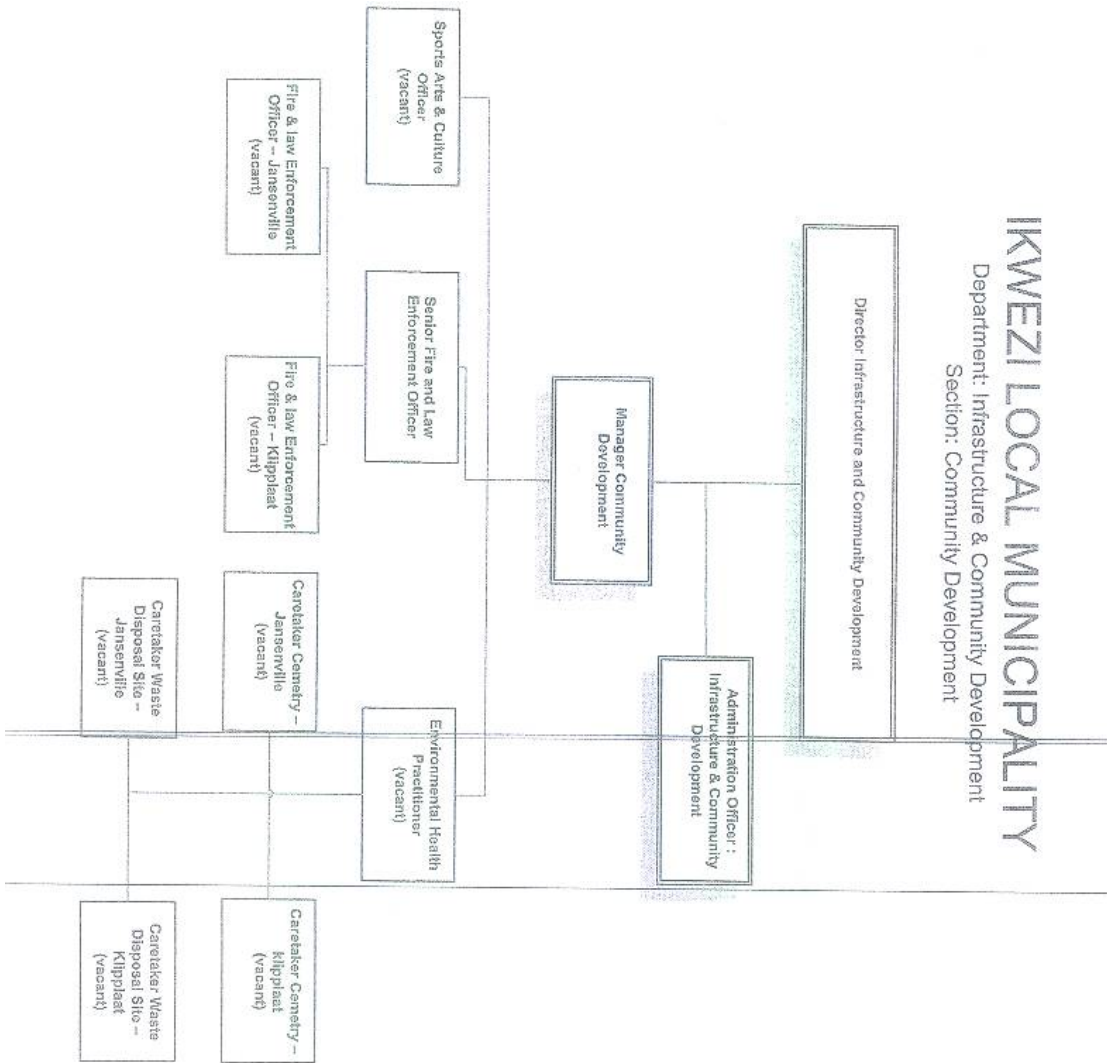 IKWEZI LOCAL MUNICIPALITY
Department: Infrastructure & Community Development
Section: Community Development
Director Infrastructure and Community Development
Administration Officer :
Infrastructure & Community
Development
Manager Community
Development
Sports Arts & Culture
Officer
(vacant)
Senior Fire and Law
Enforcement Officer
Environmental Health
Practitioner
(vacant)
Fire & law Enforcement
Officer – Jansenville
(vacant)
Fire & law Enforcement
Officer – Klipplaat
(vacant)
Caretaker Cemetry –
Jansenville
(vacant)
Caretaker Cemetry –
klipplaat
(vacant)
Caretaker Waste
Disposal Site –
Jansenville
(vacant)
Caretaker Waste
Disposal Site –
Klipplaat
(vacant)